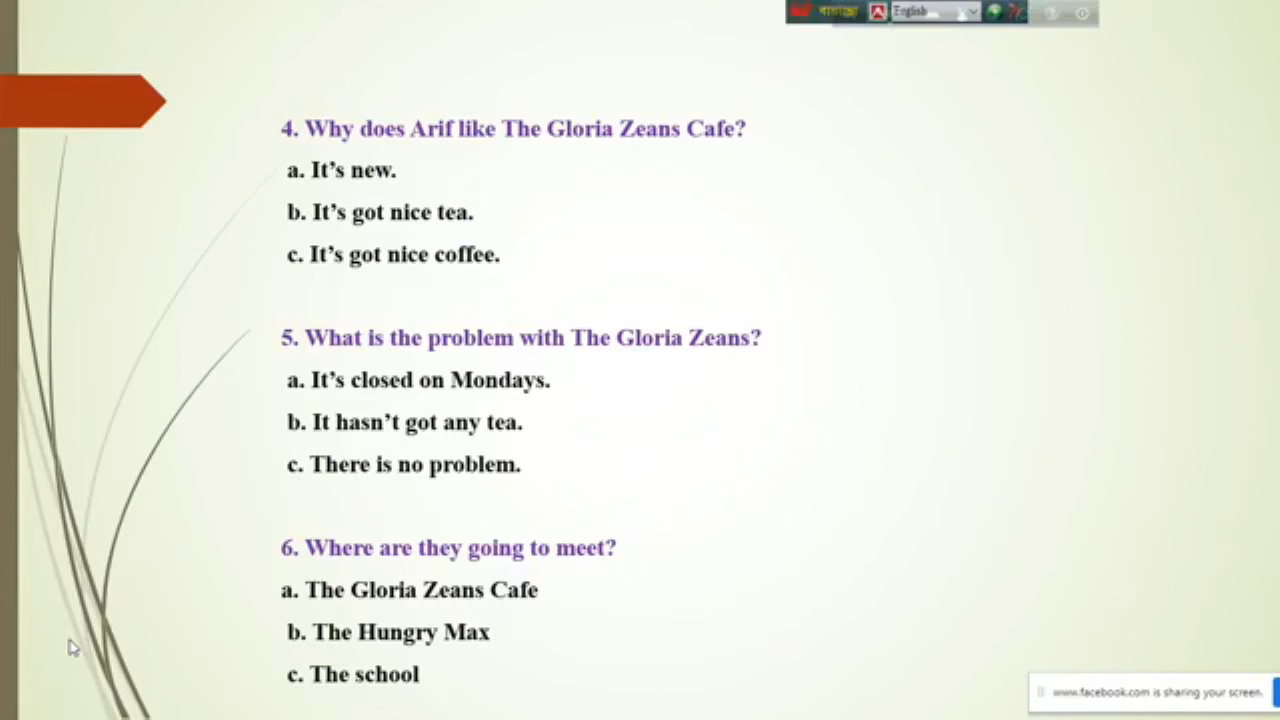 English
4. Why does Arif like The Gloria Zeans Cafe?
a. It’s new.
b. It’s got nice tea.
c. It’s got nice coffee.
5. What is the problem with The Gloria Zeans?
a. It’s closed on Mondays.
b. It hasn’t got any tea.
c. There is no problem.
6. Where are they going to meet?
a. The Gloria Zeans Cafe
b. The Hungry Max
c. The school
www.facebook.com is sharing your screen.